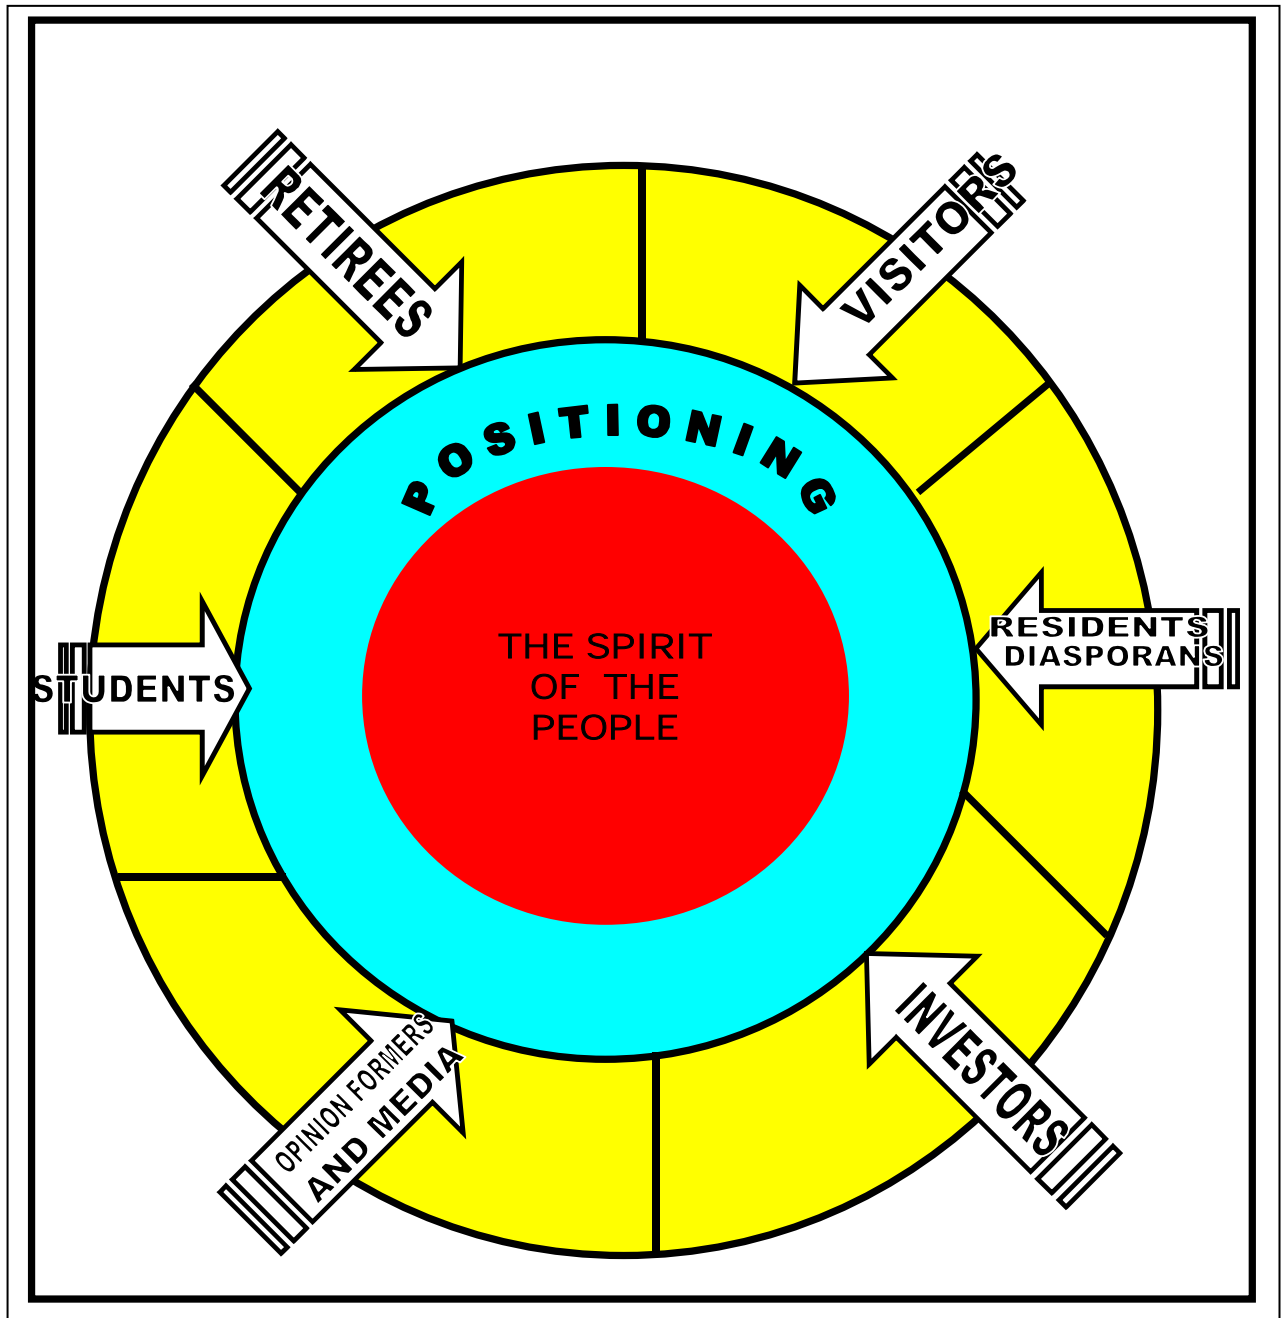 RETIREES
VISITORS
POSITIONING
THE SPIRIT
OF THE
PEOPLE
STUDENTS
RESIDENTS
DIASPORANS
OPINION FORMERS
AND MEDIA
INVESTORS